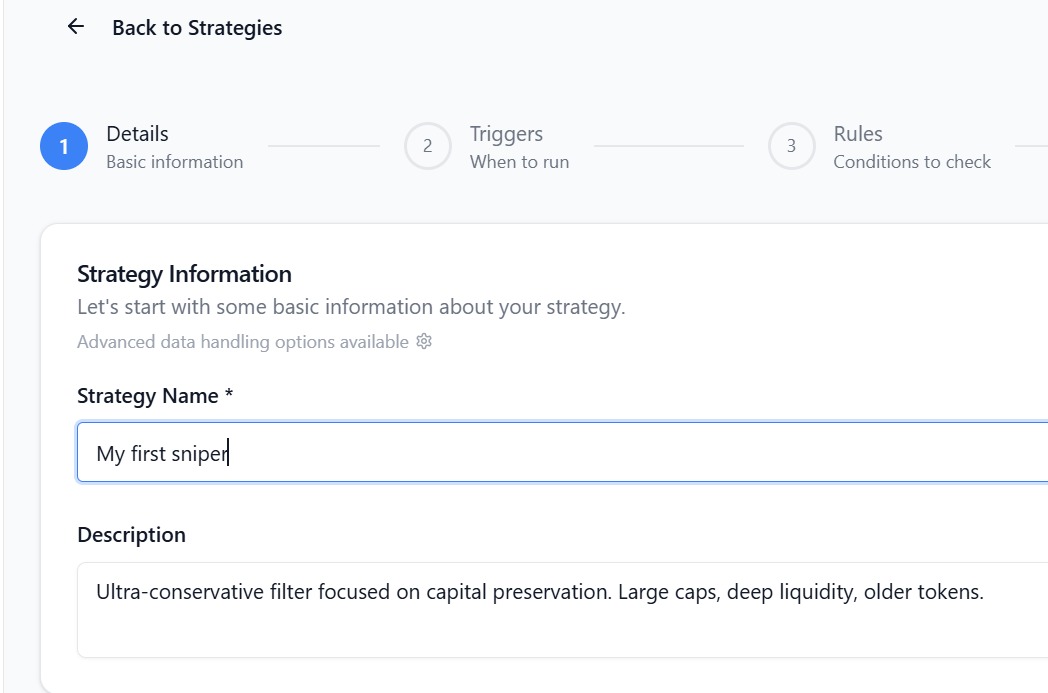 Back to Strategies
1
Details
Basic information
2
Triggers
When to run
3
Rules
Conditions to check
Strategy Information
Let's start with some basic information about your strategy.
Advanced data handling options available
Strategy Name *
My first sniper
Description
Ultra-conservative filter focused on capital preservation. Large caps, deep liquidity, older tokens.